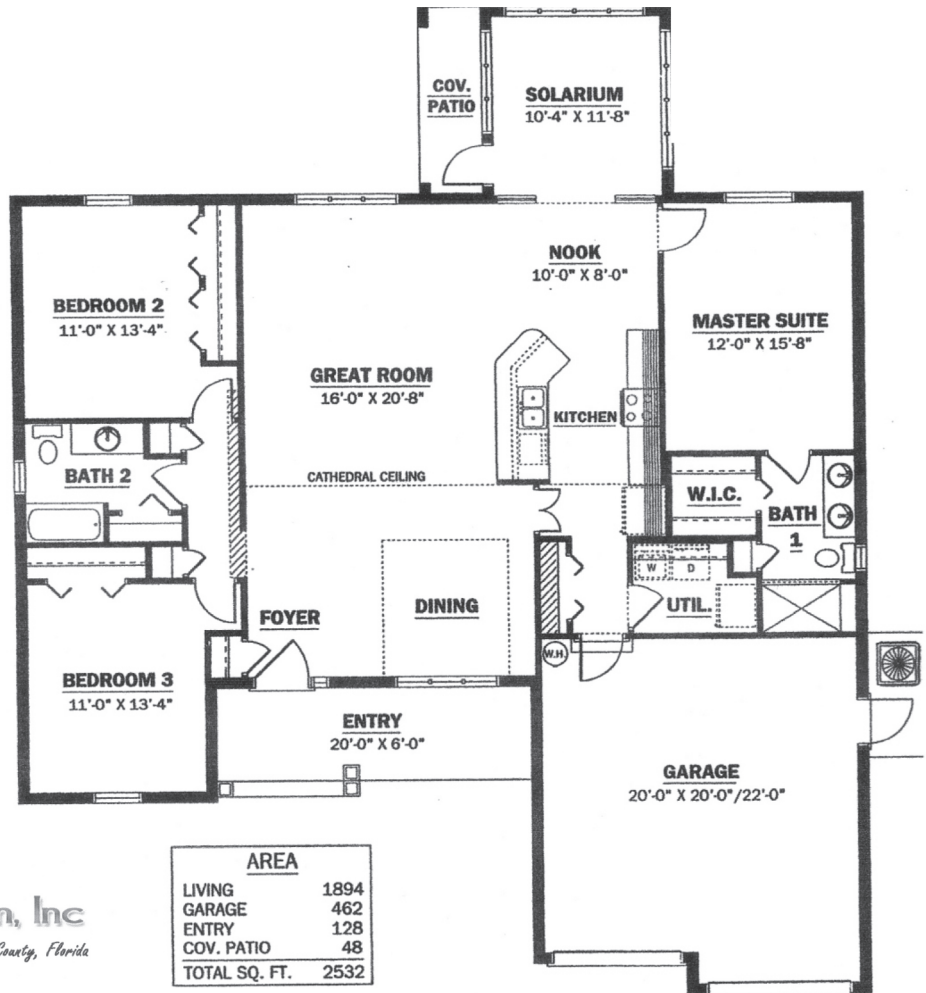 COV.
PATIO
SOLARIUM
10'-4" X 11'-8"
NOOK
10'-0" X 8'-0"
BEDROOM 2
11'-0" X 13'-4"
MASTER SUITE
12'-0" X 15'-8"
GREAT ROOM
16'-0" X 20'-8"
KITCHEN
BATH 2
CATHEDRAL CEILING
W.I.C.
BATH
1
W
D
UTIL.
FOYER
DINING
W.H.
BEDROOM 3
11'-0" X 13'-4"
ENTRY
20'-0" X 6'-0"
GARAGE
20'-0" X 20'-0"/22'-0"
AREA
LIVING 1894
GARAGE 462
ENTRY 128
COV. PATIO 48
TOTAL SQ. FT. 2532
n, Inc
County, Florida